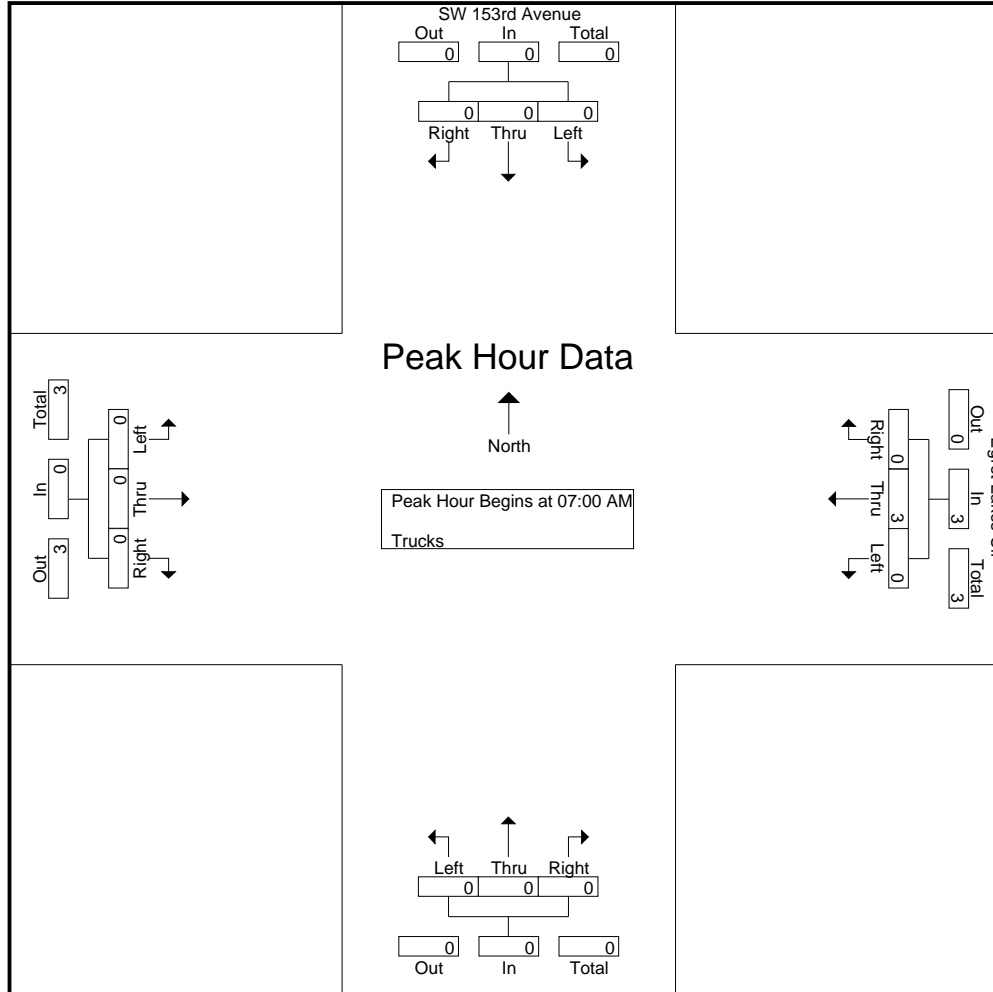 SW 153rd Avenue
Out In Total
0 0 0
0 0 0
Right Thru Left
Peak Hour Data
North
Peak Hour Begins at 07:00 AM
Trucks
Total In Out
3 0 3
0 0 0
Left Thru Right
Right Thru Left
0 3 0
Out In Total
0 3 3
Left Thru Right
0 0 0
0 0 0
Out In Total